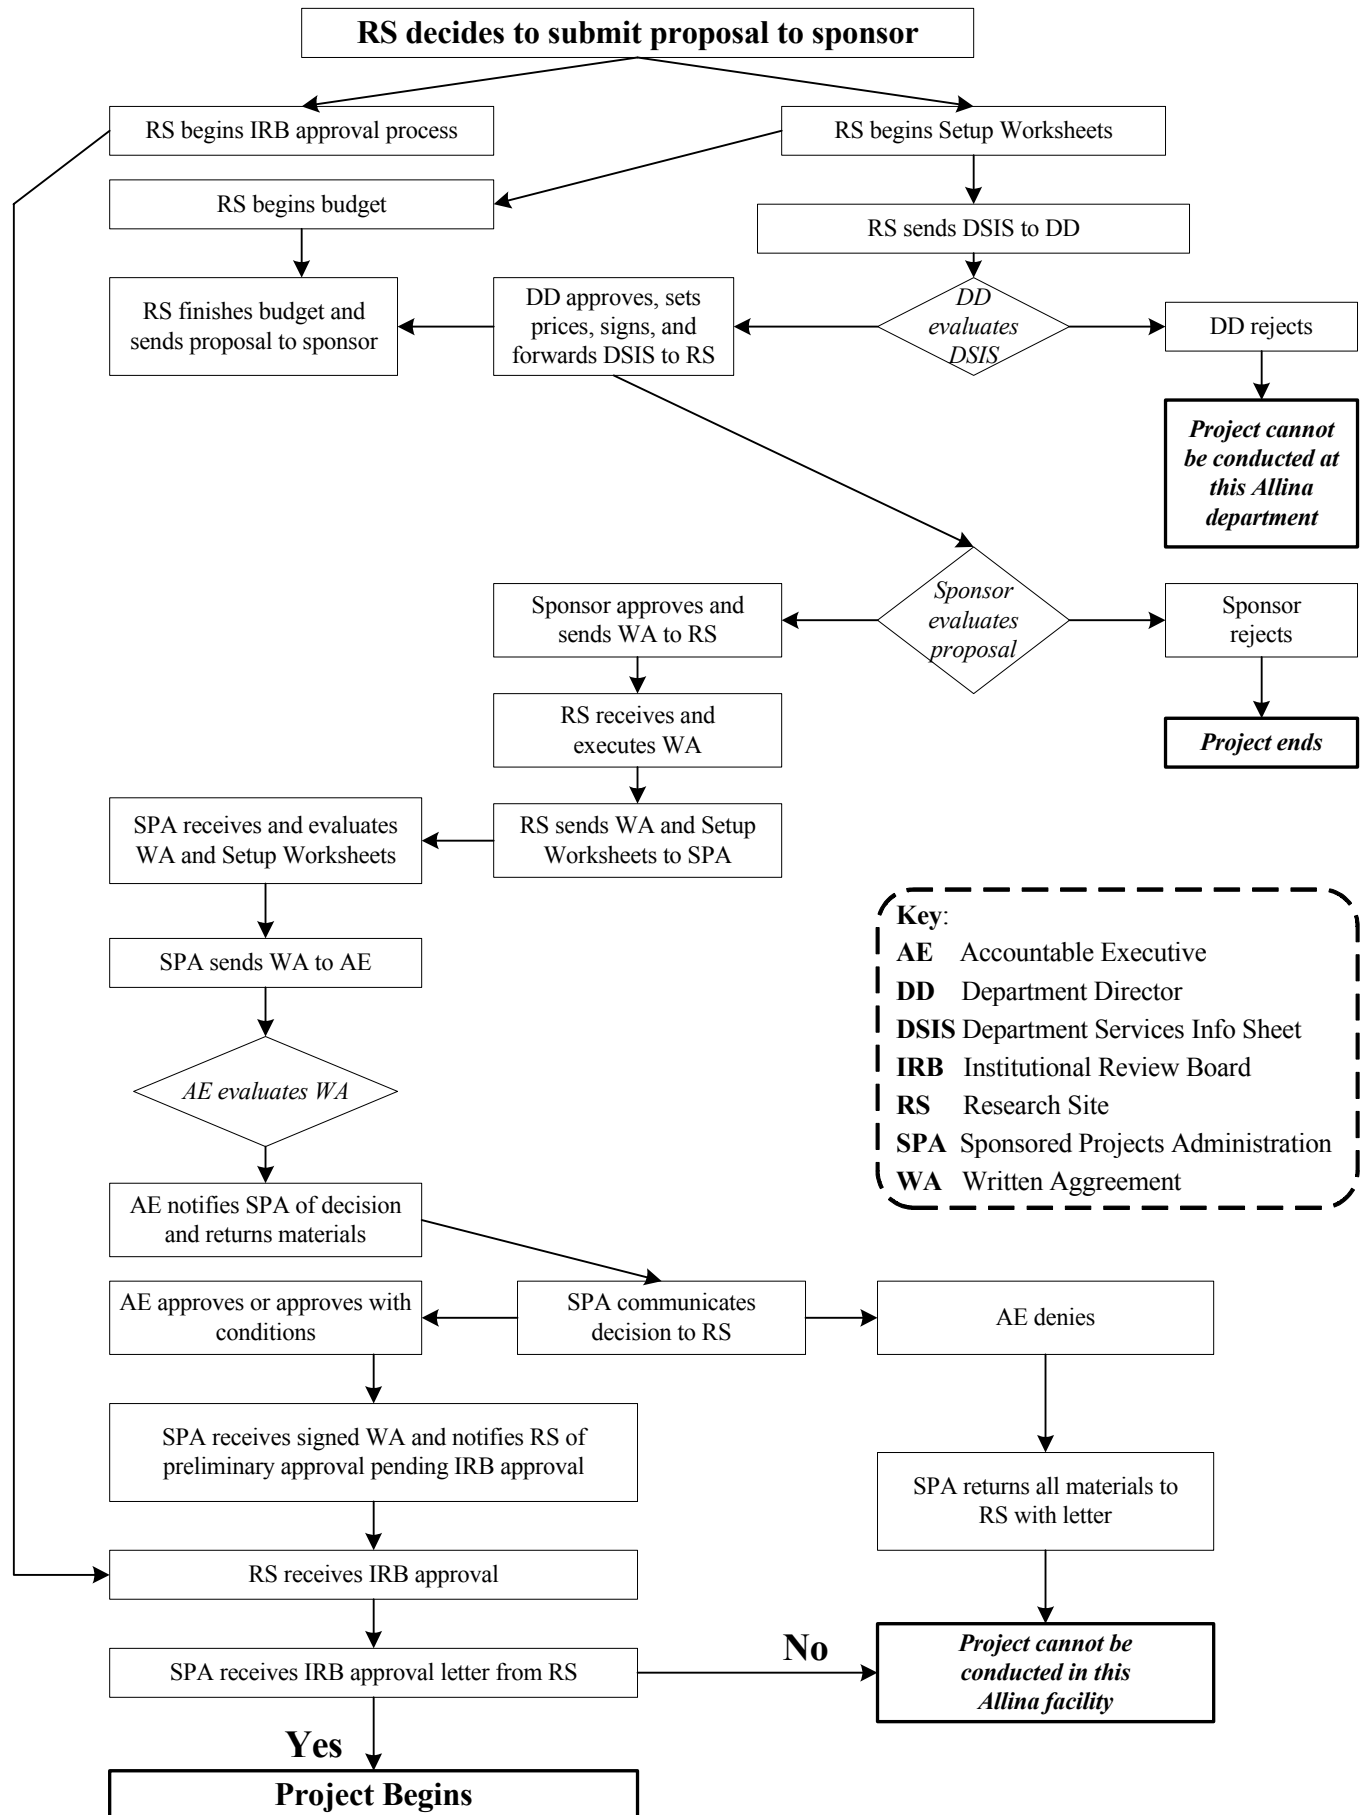 RS decides to submit proposal to sponsor
RS begins IRB approval process
RS begins Setup Worksheets
RS begins budget
RS sends DSIS to DD
RS finishes budget and
sends proposal to sponsor
DD approves, sets
prices, signs, and
forwards DSIS to RS
DD
evaluates
DSIS
DD rejects
Project cannot
be conducted at
this Allina
department
Sponsor approves and
sends WA to RS
Sponsor
evaluates
proposal
Sponsor
rejects
RS receives and
executes WA
Project ends
SPA receives and evaluates
WA and Setup Worksheets
RS sends WA and Setup
Worksheets to SPA
SPA sends WA to AE
Key:
AE Accountable Executive
DD Department Director
DSIS Department Services Info Sheet
IRB Institutional Review Board
RS Research Site
SPA Sponsored Projects Administration
WA Written Aggreement
AE evaluates WA
AE notifies SPA of decision
and returns materials
AE approves or approves with
conditions
SPA communicates
decision to RS
AE denies
SPA receives signed WA and notifies RS of
preliminary approval pending IRB approval
SPA returns all materials to
RS with letter
RS receives IRB approval
SPA receives IRB approval letter from RS
No
Project cannot be
conducted in this
Allina facility
Yes
Project Begins